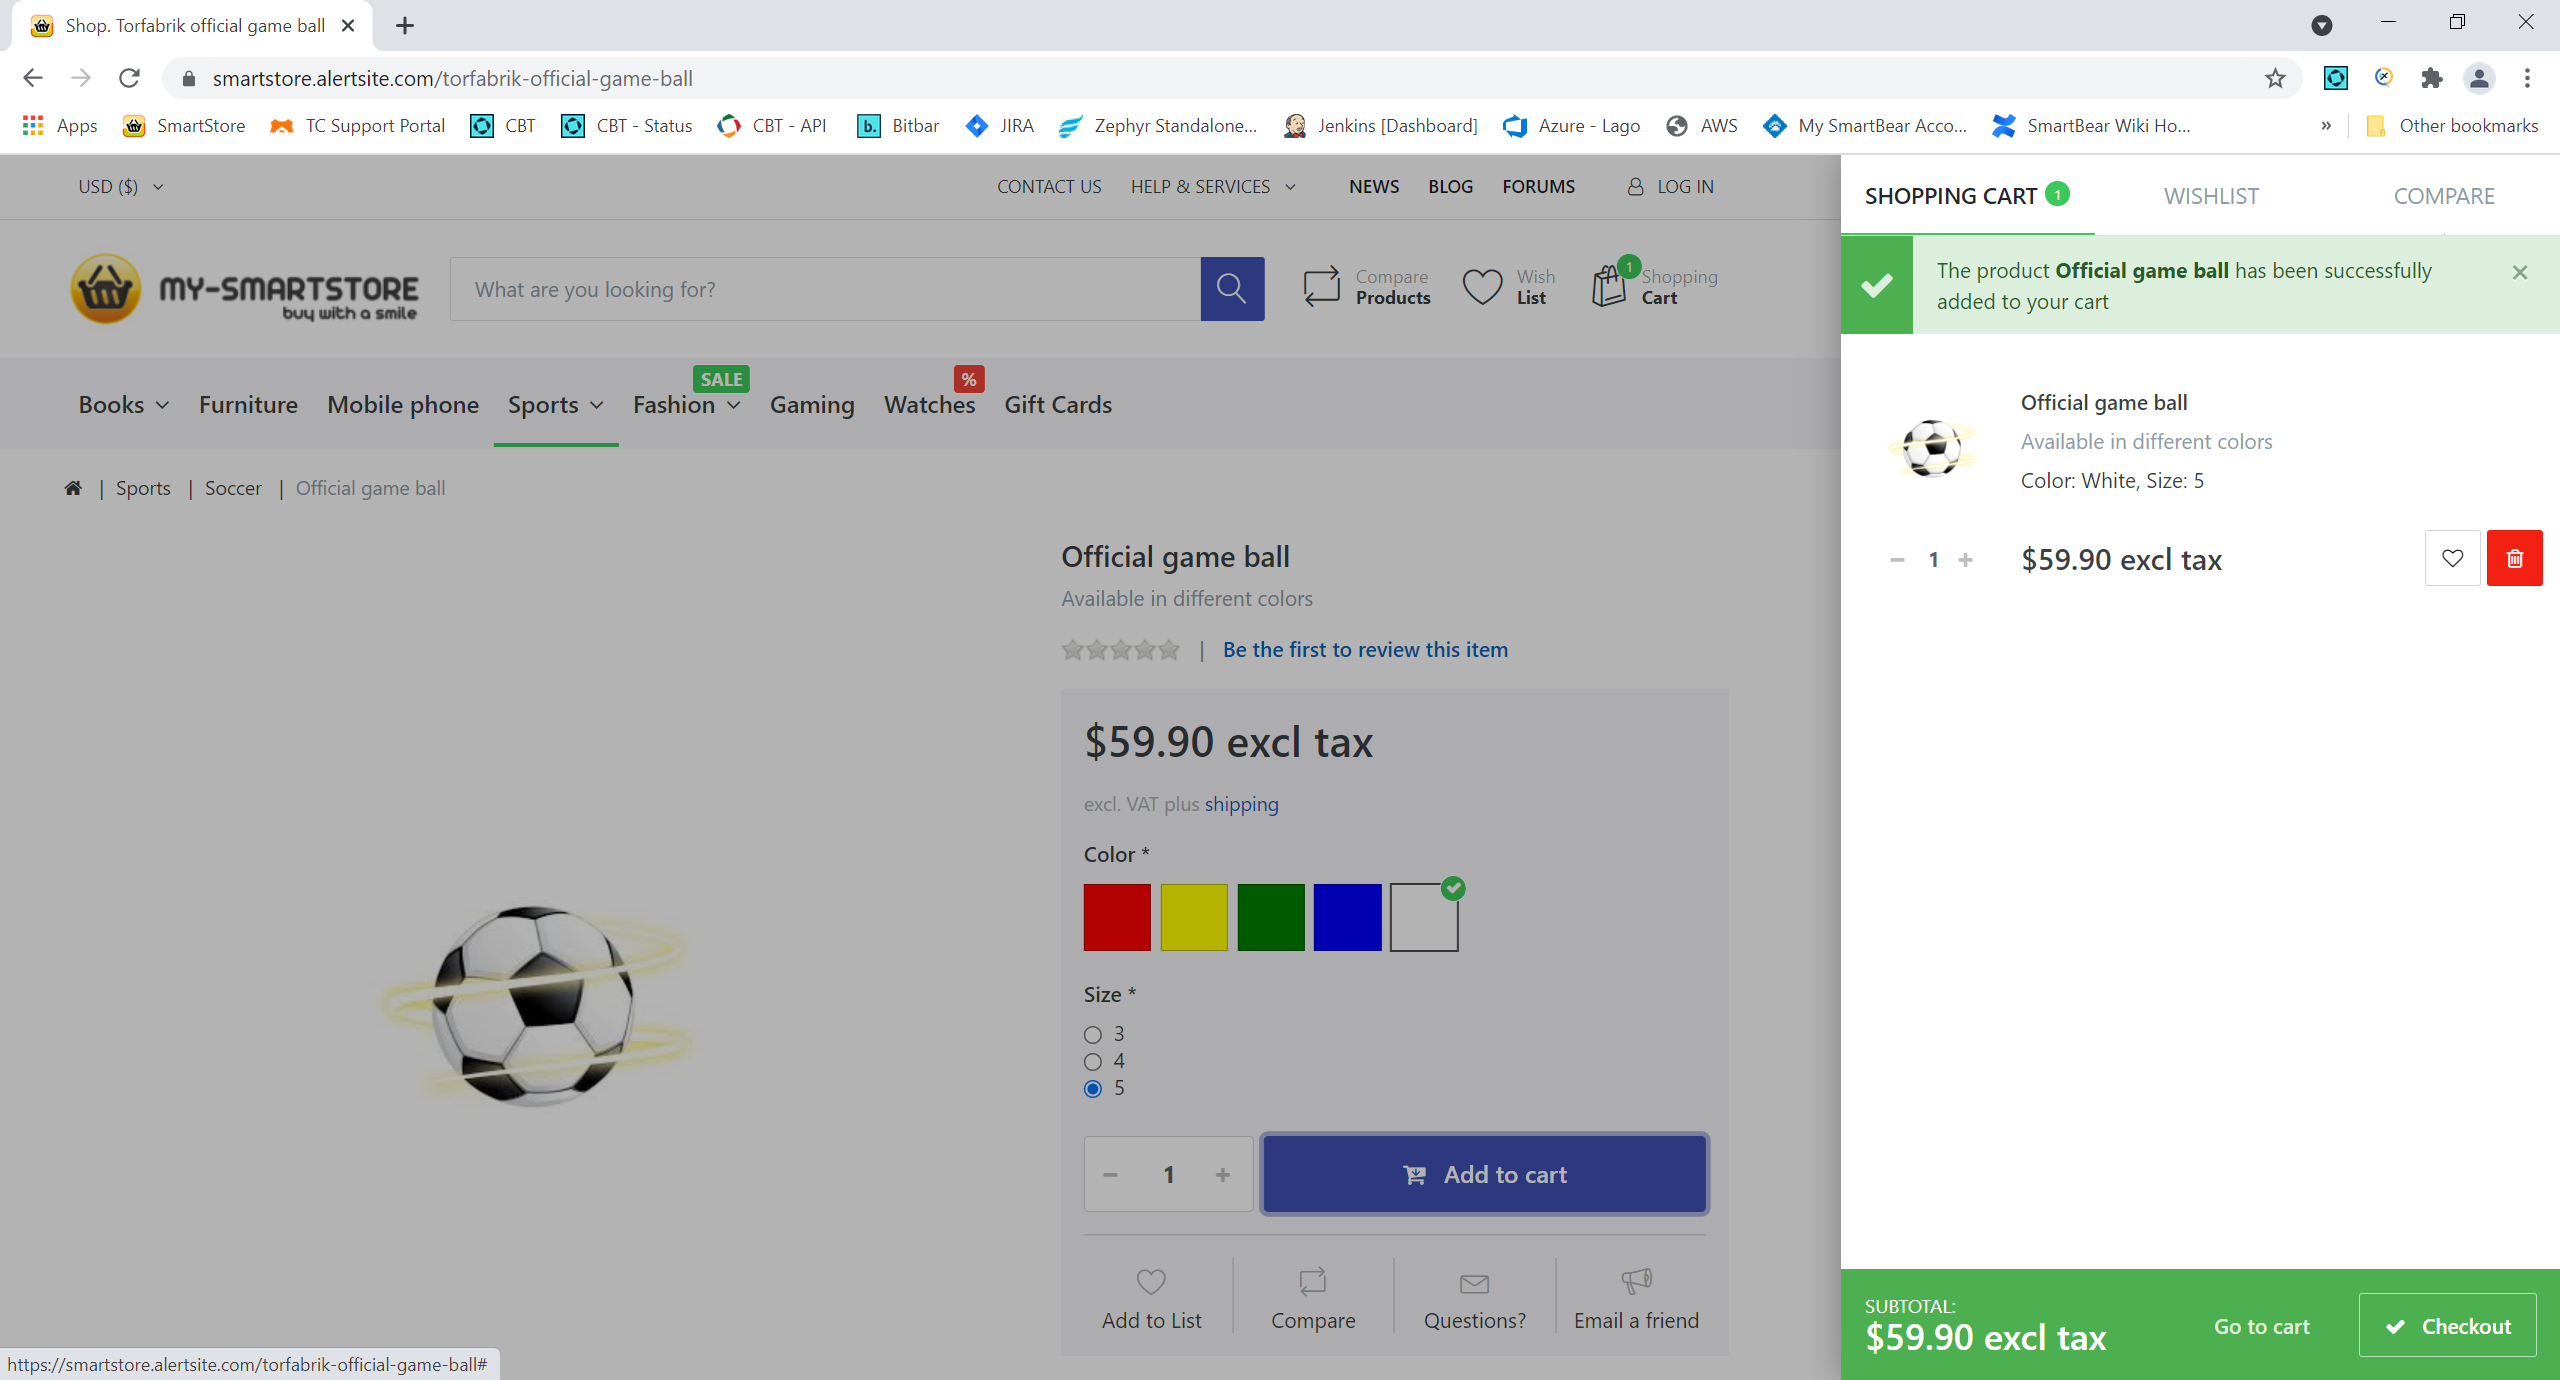 Shop. Torfabrik official game ball
smartstore.alertsite.com/torfabrik-official-game-ball
Apps SmartStore TC Support Portal CBT CBT - Status CBT - API Bitbar JIRA Zephyr Standalone... Jenkins [Dashboard] Azure - Lago AWS My SmartBear Acco... SmartBear Wiki Ho... » Other bookmarks
USD ($) CONTACT US HELP & SERVICES NEWS BLOG FORUMS LOG IN
MY-SMARTSTORE
buy with a smile
What are you looking for?
Compare
Products
Wish
List
1
Shopping
Cart
SALE
%
Books Furniture Mobile phone Sports Fashion Gaming Watches Gift Cards
| Sports | Soccer | Official game ball
Official game ball
Available in different colors
| Be the first to review this item
$59.90 excl tax
excl. VAT plus shipping
Color *
Size *
3
4
5
1
Add to cart
Add to List
Compare
Questions?
Email a friend
https://smartstore.alertsite.com/torfabrik-official-game-ball#
SHOPPING CART 1 WISHLIST COMPARE
The product Official game ball has been successfully
added to your cart
Official game ball
Available in different colors
Color: White, Size: 5
1 $59.90 excl tax
SUBTOTAL:
$59.90 excl tax
Go to cart
Checkout